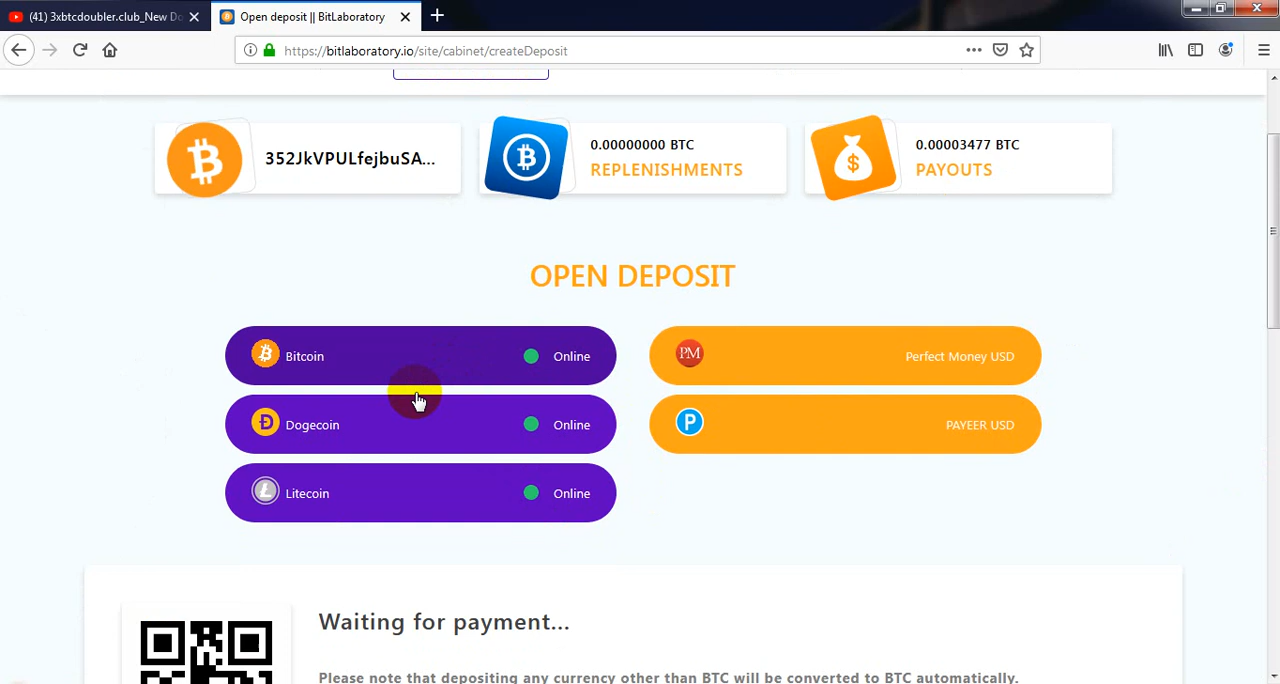 (41) 3xbtcdoubler.club_New Do
Open deposit || BitLaboratory
https://bitlaboratory.io/site/cabinet/createDeposit
352JkVPULfejbuSA...
0.00000000 BTC
REPLENISHMENTS
0.00003477 BTC
PAYOUTS
OPEN DEPOSIT
Bitcoin Online
PM Perfect Money USD
Dogecoin Online
P PAYEER USD
Litecoin Online
Waiting for payment...
Please note that depositing any currency other than BTC will be converted to BTC automatically.